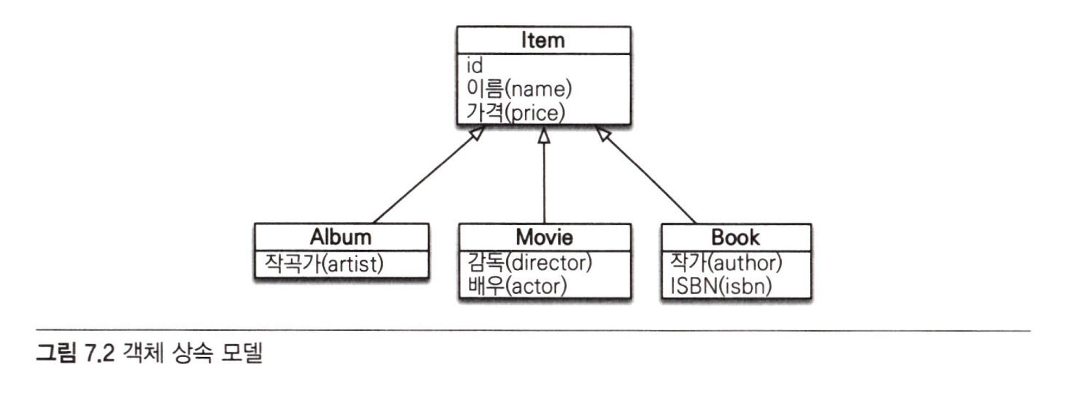 Item
id
이름(name)
가격(price)
Album
작곡가(artist)
Movie
감독(director)
배우(actor)
Book
작가(author)
ISBN(isbn)
그림 7.2 객체 상속 모델